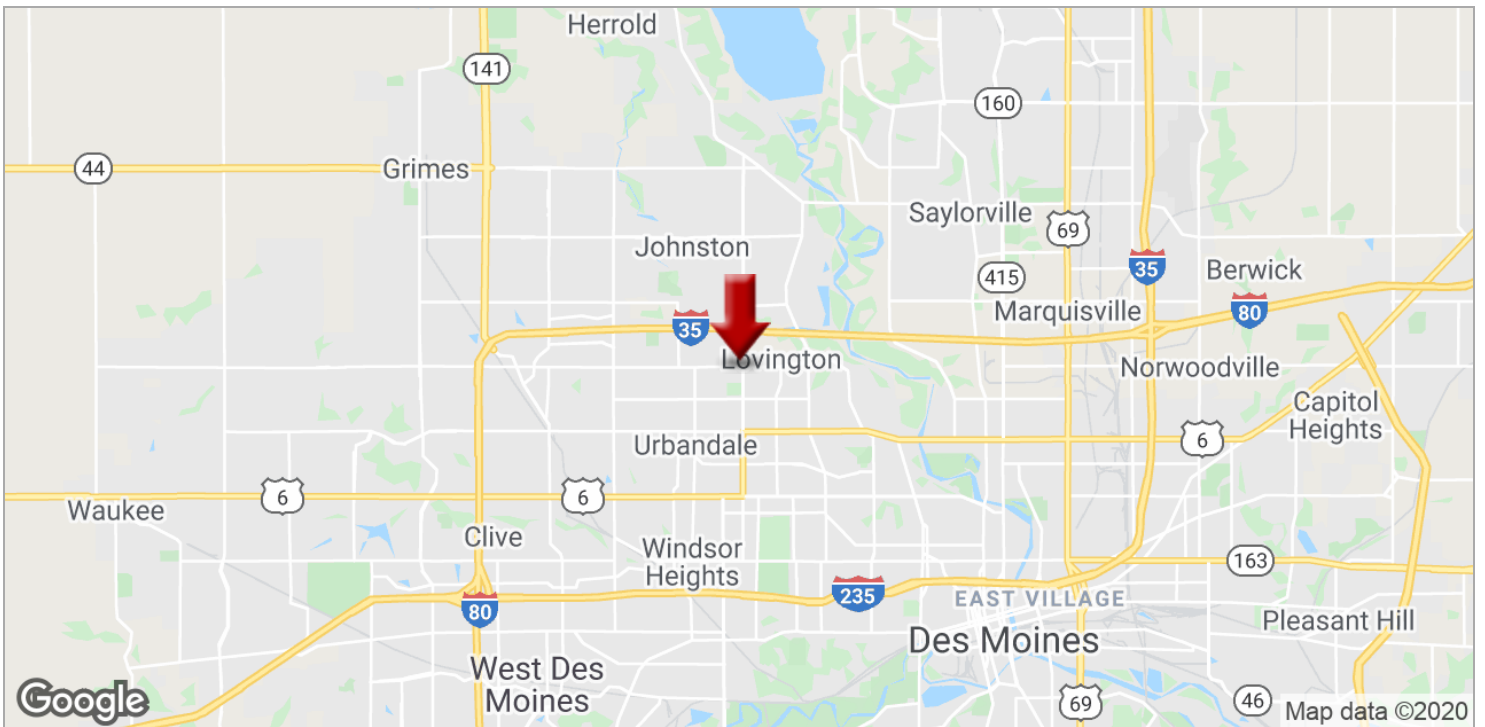 Herrold
141
160
44
Grimes
Saylorville
69
Johnston
35
Berwick
415
80
Marquisville
35
Lovington
Norwoodville
Capitol
Heights
6
Urbandale
6
6
Waukee
Clive
Windsor
Heights
163
235
EAST VILLAGE
80
Pleasant Hill
Des Moines
West Des
Moines
69
46
Google
Map data ©2020